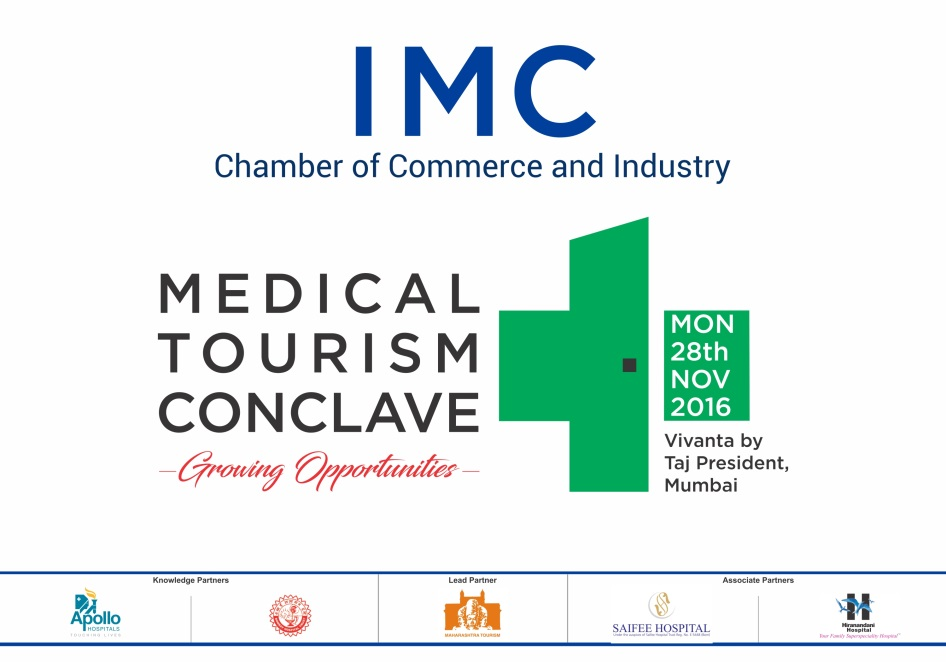 IMC
Chamber of Commerce and Industry
MEDICAL
TOURISM
CONCLAVE
Growing Opportunities
MON
28th
NOV
2016
Vivanta by
Taj President,
Mumbai
Knowledge Partners
Lead Partner
Associate Partners
Apollo
HOSPITALS
TOUCHING LIVES
MAHARASHTRA TOURISM
SAIFEE HOSPITAL
H
Hiranandani
Hospital
Your Family Superspeciality Hospital